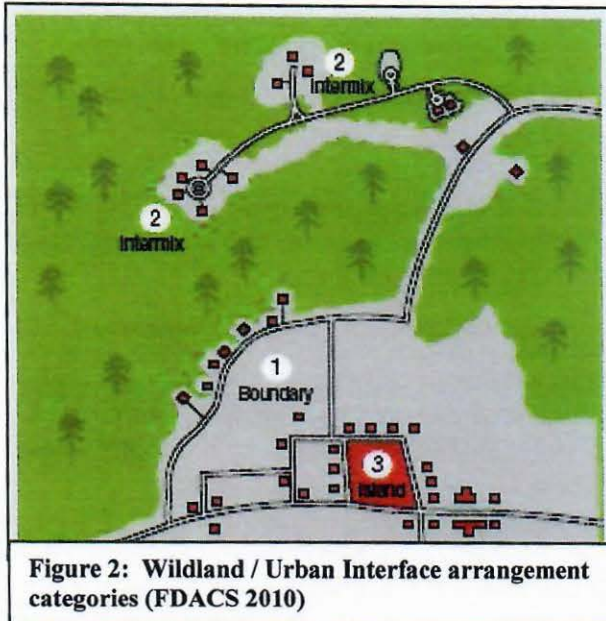 2
Intermix
2
Intermix
1
Boundary
3
Island
Figure 2: Wildland / Urban Interface arrangement
categories (FDACS 2010)